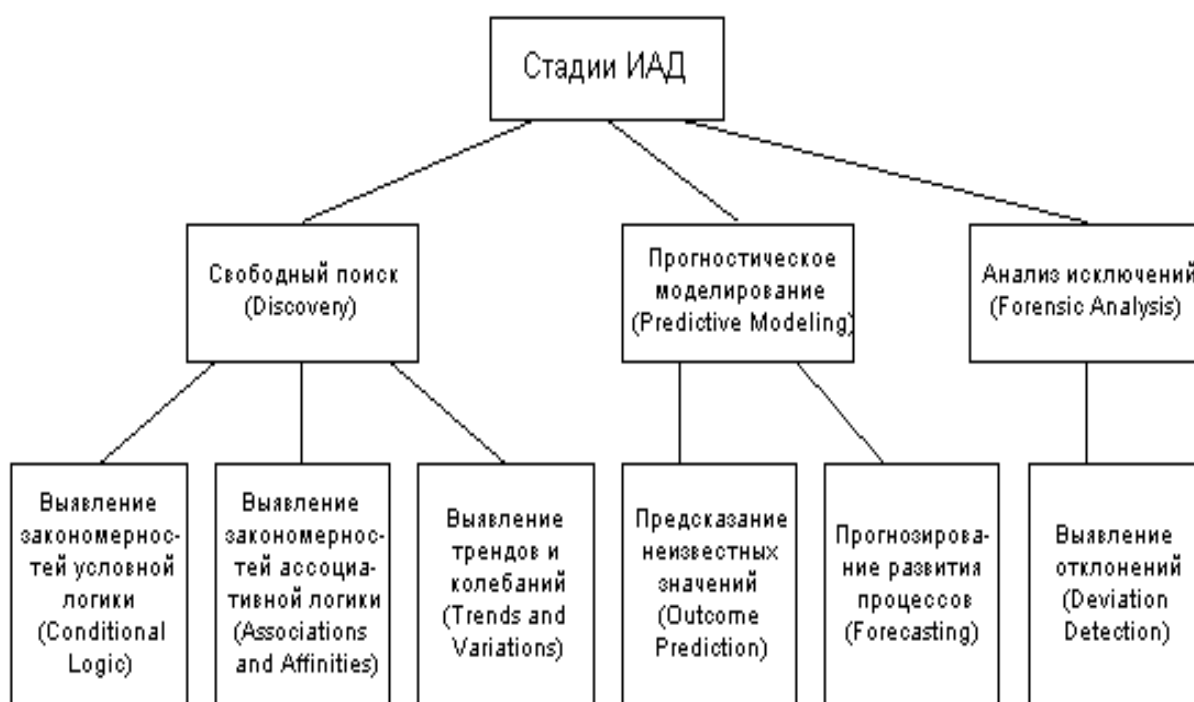 Стадии ИАД
Свободный поиск
(Discovery)
Прогностическое
моделирование
(Predictive Modeling)
Анализ исключений
(Forensic Analysis)
Выявление
закономернос-
тей условной
логики
(Conditional
Logic)
Выявление
закономернос-
тей ассоциа-
тивной логики
(Associations
and Affinities)
Выявление
трендов и
колебаний
(Trends and
Variations)
Предсказание
неизвестных
значений
(Outcome
Prediction)
Прогнозирова-
ние развития
процессов
(Forecasting)
Выявление
отклонений
(Deviation
Detection)